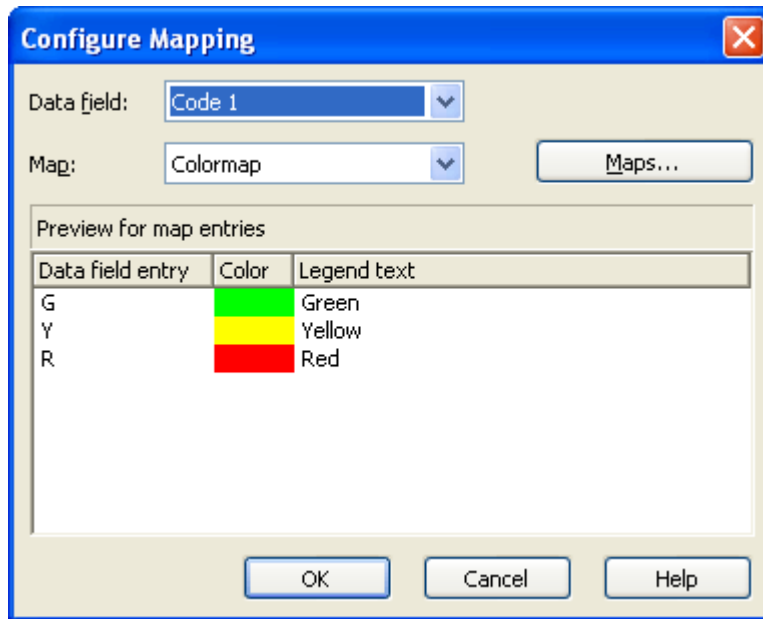 Configure Mapping
Data field: Code 1
Map: Colormap Maps...
Preview for map entries
Data field entry Color Legend text
G Green
Y Yellow
R Red
OK Cancel Help